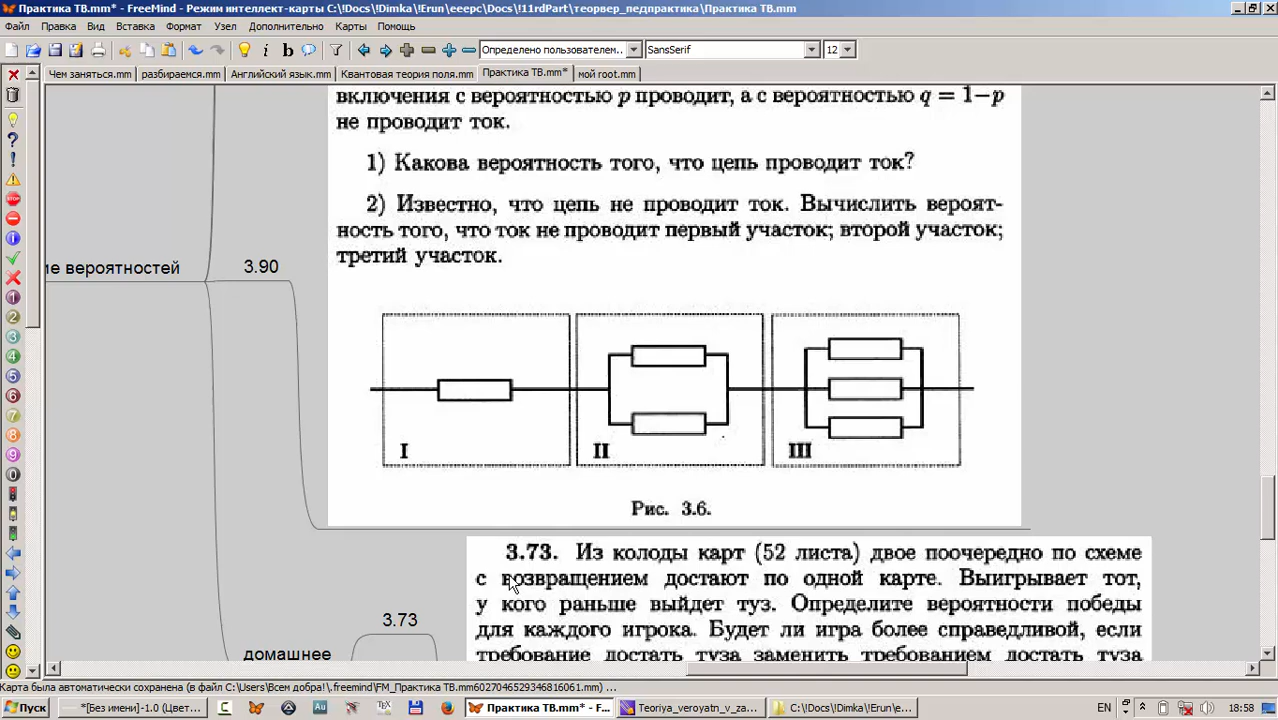 Практика ТВ.mm* - FreeMind - Режим интеллект-карты C:\!Docs\Dimka\!Erun\eeepc\Docs\!11rdPart\теорвер_педпрактика\Практика ТВ.mm*
Файл Правка Вид Вставка Формат Узел Дополнительно Карты Помощь
Определено пользователем.. SansSerif 12
Чем заняться.mm разбираемся.mm Английский язык.mm Квантовая теория поля.mm Практика ТВ.mm* мой root.mm
включения с вероятностью p проводит, а с вероятностью q = 1−p
не проводит ток.
1) Какова вероятность того, что цепь проводит ток?
2) Известно, что цепь не проводит ток. Вычислить вероят-
ность того, что ток не проводит первый участок; второй участок;
третий участок.
ие вероятностей
3.90
I
II
III
Рис. 3.6.
3.73. Из колоды карт (52 листа) двое поочередно по схеме
с возвращением достают по одной карте. Выигрывает тот,
у кого раньше выйдет туз. Определите вероятности победы
для каждого игрока. Будет ли игра более справедливой, если
требование достать туза заменить требованием достать туза
3.73
домашнее
Карта была автоматически сохранена (в файл C:\Users\Всем добра!\.freemind\FM_Практика ТВ.mm6027046529346816061.mm) ...
Пуск *[Без имени]-1.0 (Цвет... Практика ТВ.mm* - F... Teoriya_veroyatn_v_za... C:\!Docs\Dimka\!Erun\e... EN 18:58